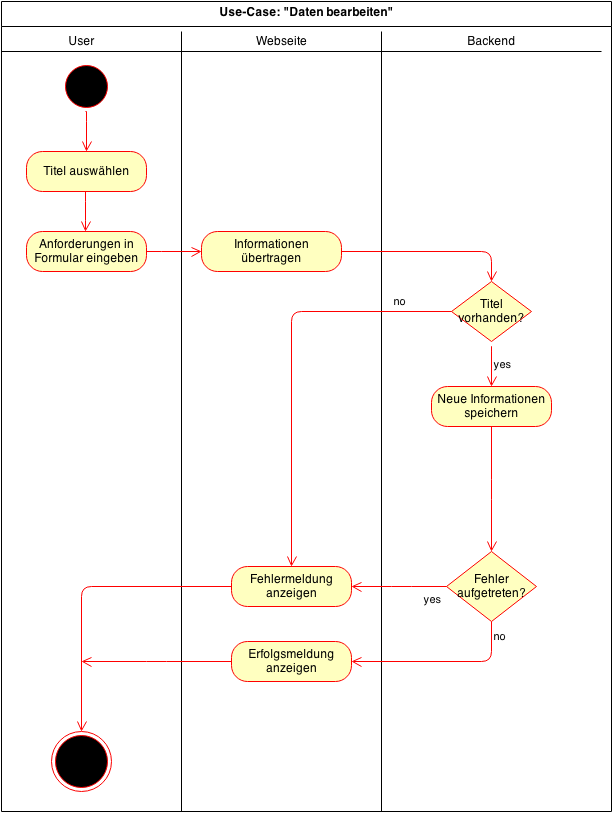 Use-Case: "Daten bearbeiten"
User
Webseite
Backend
Titel auswählen
Anforderungen in
Formular eingeben
Informationen
übertragen
Titel
vorhanden?
no
yes
Neue Informationen
speichern
Fehlermeldung
anzeigen
Fehler
aufgetreten?
yes
no
Erfolgsmeldung
anzeigen